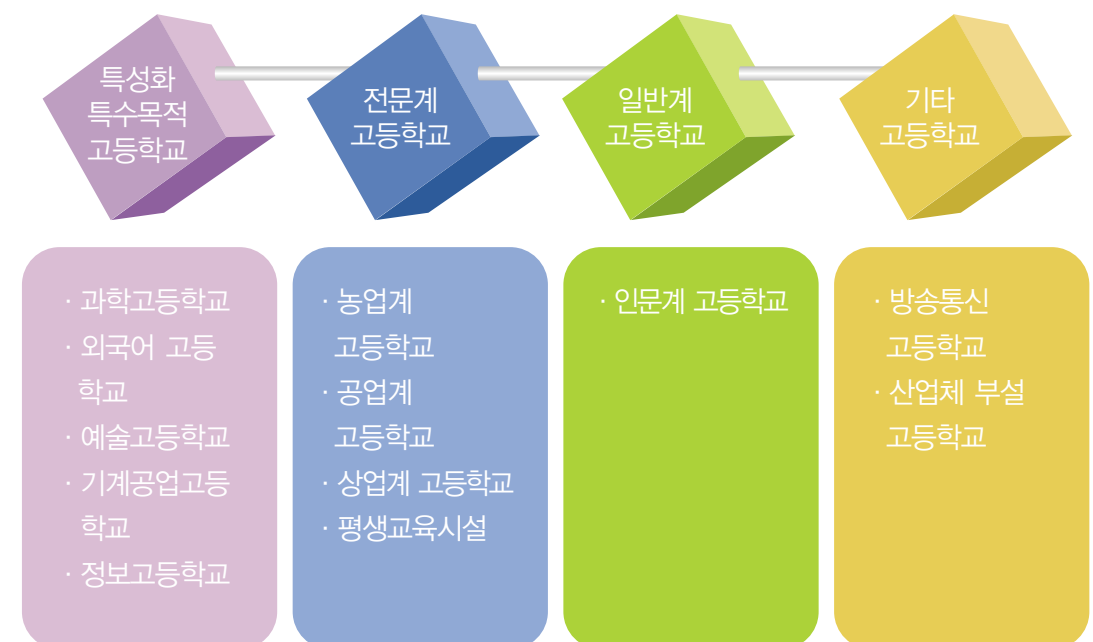 특성화
특수목적
고등학교
전문계
고등학교
일반계
고등학교
기타
고등학교
· 과학고등학교
· 외국어 고등
학교
· 예술고등학교
· 기계공업고등
학교
· 정보고등학교
· 농업계
고등학교
· 공업계
고등학교
· 상업계 고등학교
· 평생교육시설
· 인문계 고등학교
· 방송통신
고등학교
· 산업체 부설
고등학교